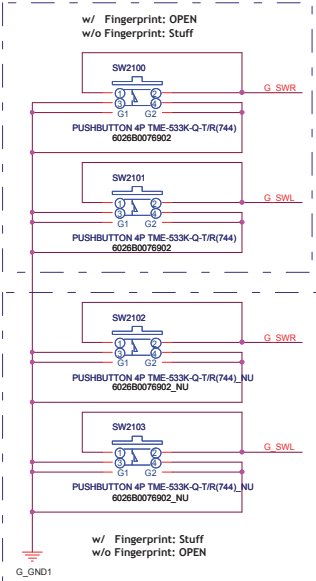 w/ Fingerprint: OPEN
w/o Fingerprint: Stuff
SW2100
G_SWR
1 2
3 4
G1 G2
PUSHBUTTON 4P TME-533K-Q-T/R(744)
6026B0076902
SW2101
G_SWL
1 2
3 4
G1 G2
PUSHBUTTON 4P TME-533K-Q-T/R(744)
6026B0076902
SW2102
G_SWR
1 2
3 4
G1 G2
PUSHBUTTON 4P TME-533K-Q-T/R(744)_NU
6026B0076902_NU
SW2103
G_SWL
1 2
3 4
G1 G2
PUSHBUTTON 4P TME-533K-Q-T/R(744)_NU
6026B0076902_NU
w/ Fingerprint: Stuff
w/o Fingerprint: OPEN
G_GND1